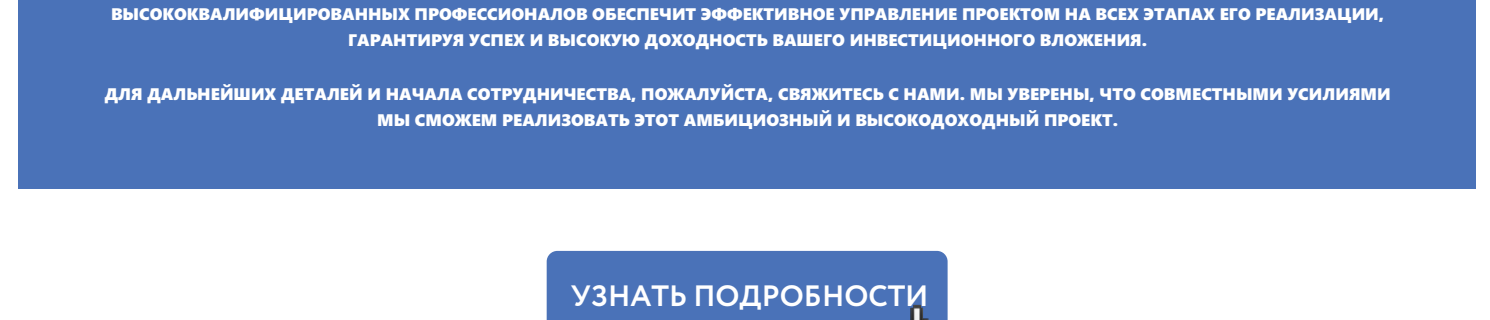 ВЫСОКОКВАЛИФИЦИРОВАННЫХ ПРОФЕССИОНАЛОВ ОБЕСПЕЧИТ ЭФФЕКТИВНОЕ УПРАВЛЕНИЕ ПРОЕКТОМ НА ВСЕХ ЭТАПАХ ЕГО РЕАЛИЗАЦИИ,
ГАРАНТИРУЯ УСПЕХ И ВЫСОКУЮ ДОХОДНОСТЬ ВАШЕГО ИНВЕСТИЦИОННОГО ВЛОЖЕНИЯ.
ДЛЯ ДАЛЬНЕЙШИХ ДЕТАЛЕЙ И НАЧАЛА СОТРУДНИЧЕСТВА, ПОЖАЛУЙСТА, СВЯЖИТЕСЬ С НАМИ. МЫ УВЕРЕНЫ, ЧТО СОВМЕСТНЫМИ УСИЛИЯМИ
МЫ СМОЖЕМ РЕАЛИЗОВАТЬ ЭТОТ АМБИЦИОЗНЫЙ И ВЫСОКОДОХОДНЫЙ ПРОЕКТ.
УЗНАТЬ ПОДРОБНОСТИ